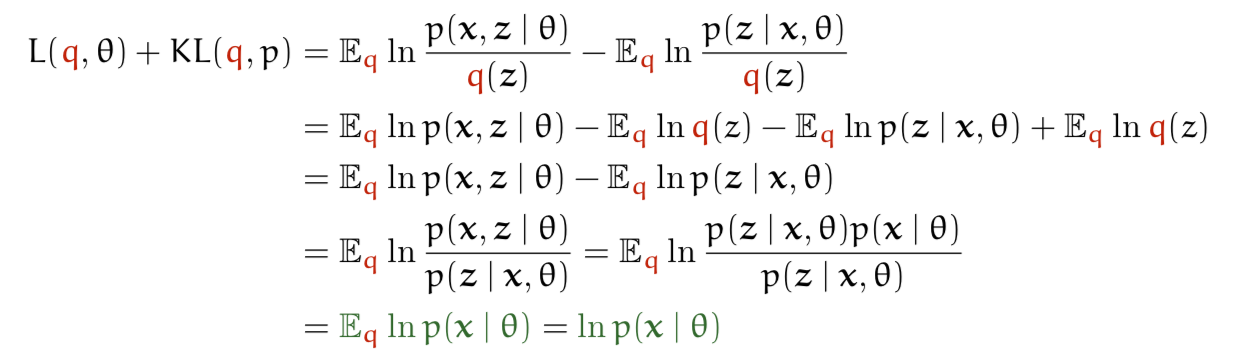 L(q, θ) + KL(q, p) = 𝔼_q ln p(x, z | θ) / q(z) − 𝔼_q ln p(z | x, θ) / q(z)
= 𝔼_q ln p(x, z | θ) − 𝔼_q ln q(z) − 𝔼_q ln p(z | x, θ) + 𝔼_q ln q(z)
= 𝔼_q ln p(x, z | θ) − 𝔼_q ln p(z | x, θ)
= 𝔼_q ln p(x, z | θ) / p(z | x, θ) = 𝔼_q ln p(z | x, θ)p(x | θ) / p(z | x, θ)
= 𝔼_q ln p(x | θ) = ln p(x | θ)